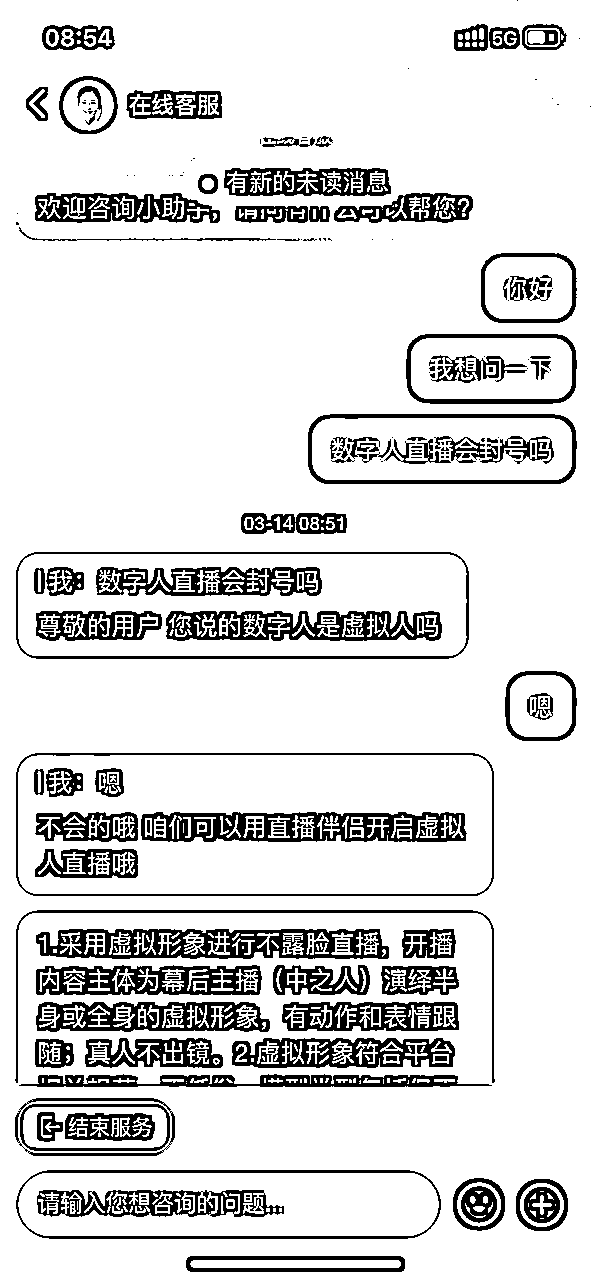 08:54
5G
在线客服
有新的未读消息
欢迎咨询小助手，请问有什么可以帮您？
你好
我想问一下
数字人直播会封号吗
03-14 08:51
|我：数字人直播会封号吗
尊敬的用户 您说的数字人是虚拟人吗
嗯
|我：嗯
不会的哦 咱们可以用直播伴侣开启虚拟
人直播哦
1.采用虚拟形象进行不露脸直播，开播
内容主体为幕后主播（中之人）演绎半
身或全身的虚拟形象，有动作和表情跟
随；真人不出镜。2.虚拟形象符合平台
结束服务
请输入您想咨询的问题...